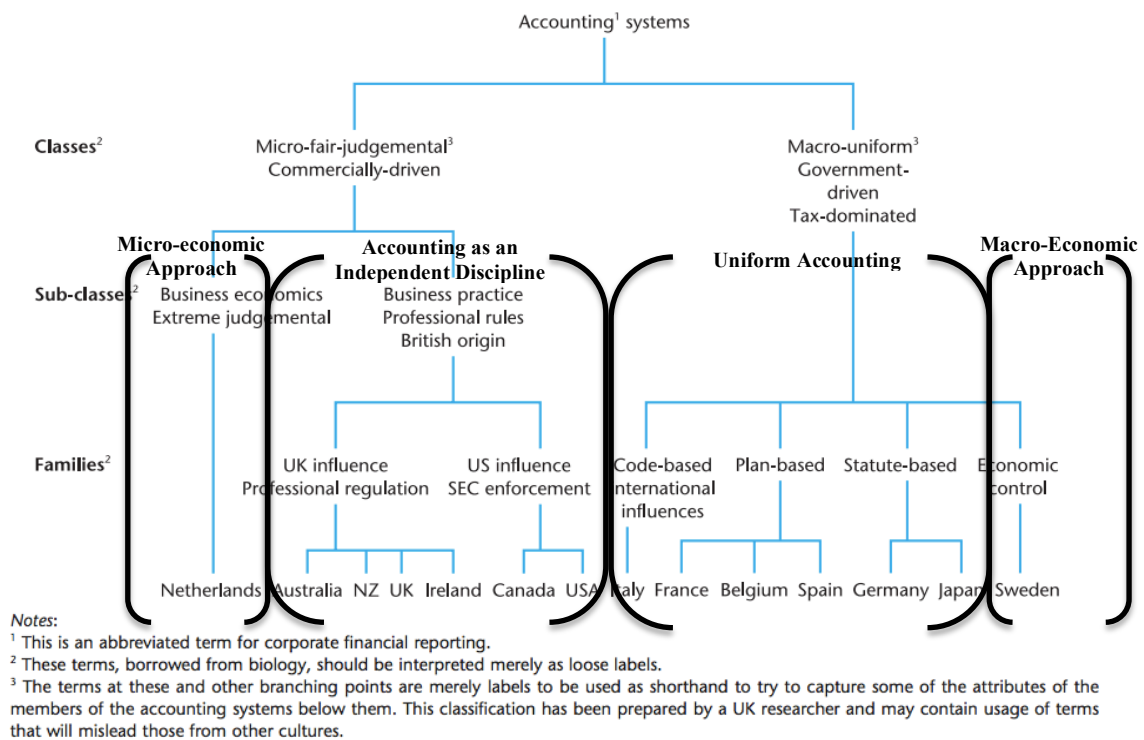 Accounting¹ systems
Classes²
Micro-fair-judgemental³
Commercially-driven
Macro-uniform³
Government-
driven
Tax-dominated
Micro-economic
Approach
Accounting as an
Independent Discipline
Uniform Accounting
Macro-Economic
Approach
Sub-classes²
Business economics
Extreme judgemental
Business practice
Professional rules
British origin
Families²
UK influence
Professional regulation
US influence
SEC enforcement
Code-based
international
influences
Plan-based
Statute-based
Economic
control
Netherlands Australia NZ UK Ireland Canada USA Italy France Belgium Spain Germany Japan Sweden
Notes:
¹ This is an abbreviated term for corporate financial reporting.
² These terms, borrowed from biology, should be interpreted merely as loose labels.
³ The terms at these and other branching points are merely labels to be used as shorthand to try to capture some of the attributes of the
members of the accounting systems below them. This classification has been prepared by a UK researcher and may contain usage of terms
that will mislead those from other cultures.